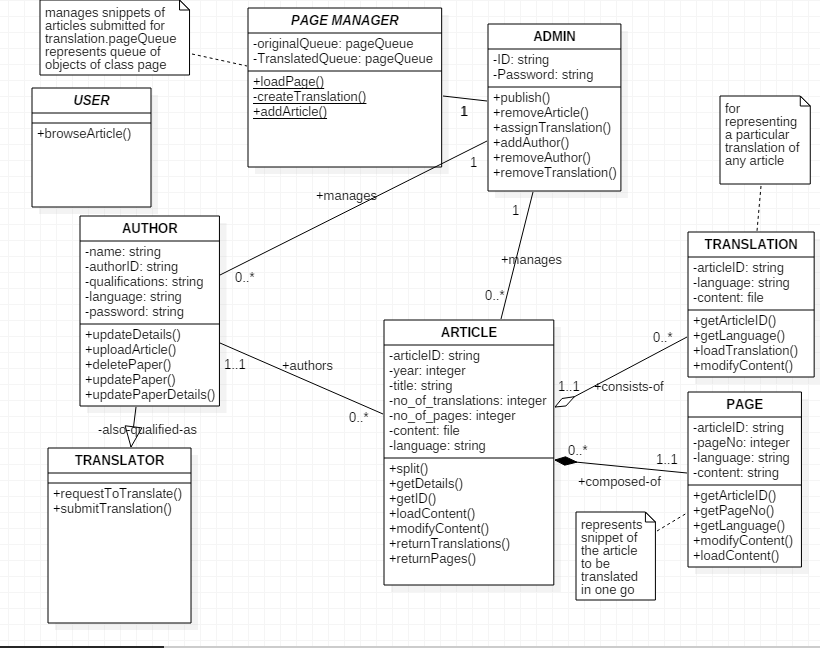 manages snippets of
articles submitted for
translation.pageQueue
represents queue of
objects of class page
PAGE MANAGER
-originalQueue: pageQueue
-TranslatedQueue: pageQueue
+loadPage()
-createTranslation()
+addArticle()
ADMIN
-ID: string
-Password: string
+publish()
+removeArticle()
+assignTranslation()
+addAuthor()
+removeAuthor()
+removeTranslation()
1
1
+manages
0..*
1
+manages
0..*
USER
+browseArticle()
for
representing
a particular
translation of
any article
AUTHOR
-name: string
-authorID: string
-qualifications: string
-language: string
-password: string
+updateDetails()
+uploadArticle()
+deletePaper()
+updatePaper()
+updatePaperDetails()
1..1
+authors
0..*
-also-qualified-as
TRANSLATOR
+requestToTranslate()
+submitTranslation()
ARTICLE
-articleID: string
-year: integer
-title: string
-no_of_translations: integer
-no_of_pages: integer
-content: file
-language: string
+split()
+getDetails()
+getID()
+loadContent()
+modifyContent()
+returnTranslations()
+returnPages()
TRANSLATION
-articleID: string
-language: string
-content: file
+getArticleID()
+getLanguage()
+loadTranslation()
+modifyContent()
0..*
1..1
+consists-of
0..*
1..1
+composed-of
PAGE
-articleID: string
-pageNo: integer
-language: string
-content: string
+getArticleID()
+getPageNo()
+getLanguage()
+modifyContent()
+loadContent()
represents
snippet of
the article
to be
translated
in one go